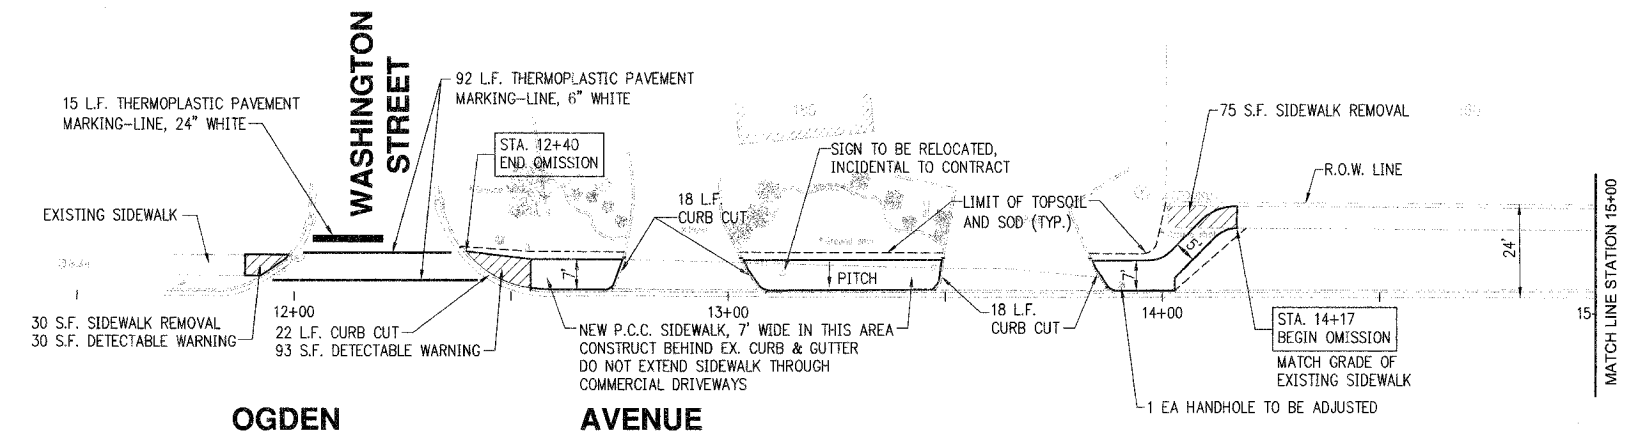 WASHINGTON
STREET
15 L.F. THERMOPLASTIC PAVEMENT
MARKING-LINE, 24" WHITE
92 L.F. THERMOPLASTIC PAVEMENT
MARKING-LINE, 6" WHITE
STA. 12+40
END OMISSION
EXISTING SIDEWALK
18 L.F.
CURB CUT
SIGN TO BE RELOCATED,
INCIDENTAL TO CONTRACT
LIMIT OF TOPSOIL
AND SOD (TYP.)
75 S.F. SIDEWALK REMOVAL
R.O.W. LINE
7'
PITCH
7'
5'
24'
12+00
13+00
14+00
15
MATCH LINE STATION 15+00
30 S.F. SIDEWALK REMOVAL
30 S.F. DETECTABLE WARNING
22 L.F. CURB CUT
93 S.F. DETECTABLE WARNING
NEW P.C.C. SIDEWALK, 7' WIDE IN THIS AREA
CONSTRUCT BEHIND EX. CURB & GUTTER
DO NOT EXTEND SIDEWALK THROUGH
COMMERCIAL DRIVEWAYS
18 L.F.
CURB CUT
STA. 14+17
BEGIN OMISSION
MATCH GRADE OF
EXISTING SIDEWALK
1 EA HANDHOLE TO BE ADJUSTED
OGDEN AVENUE